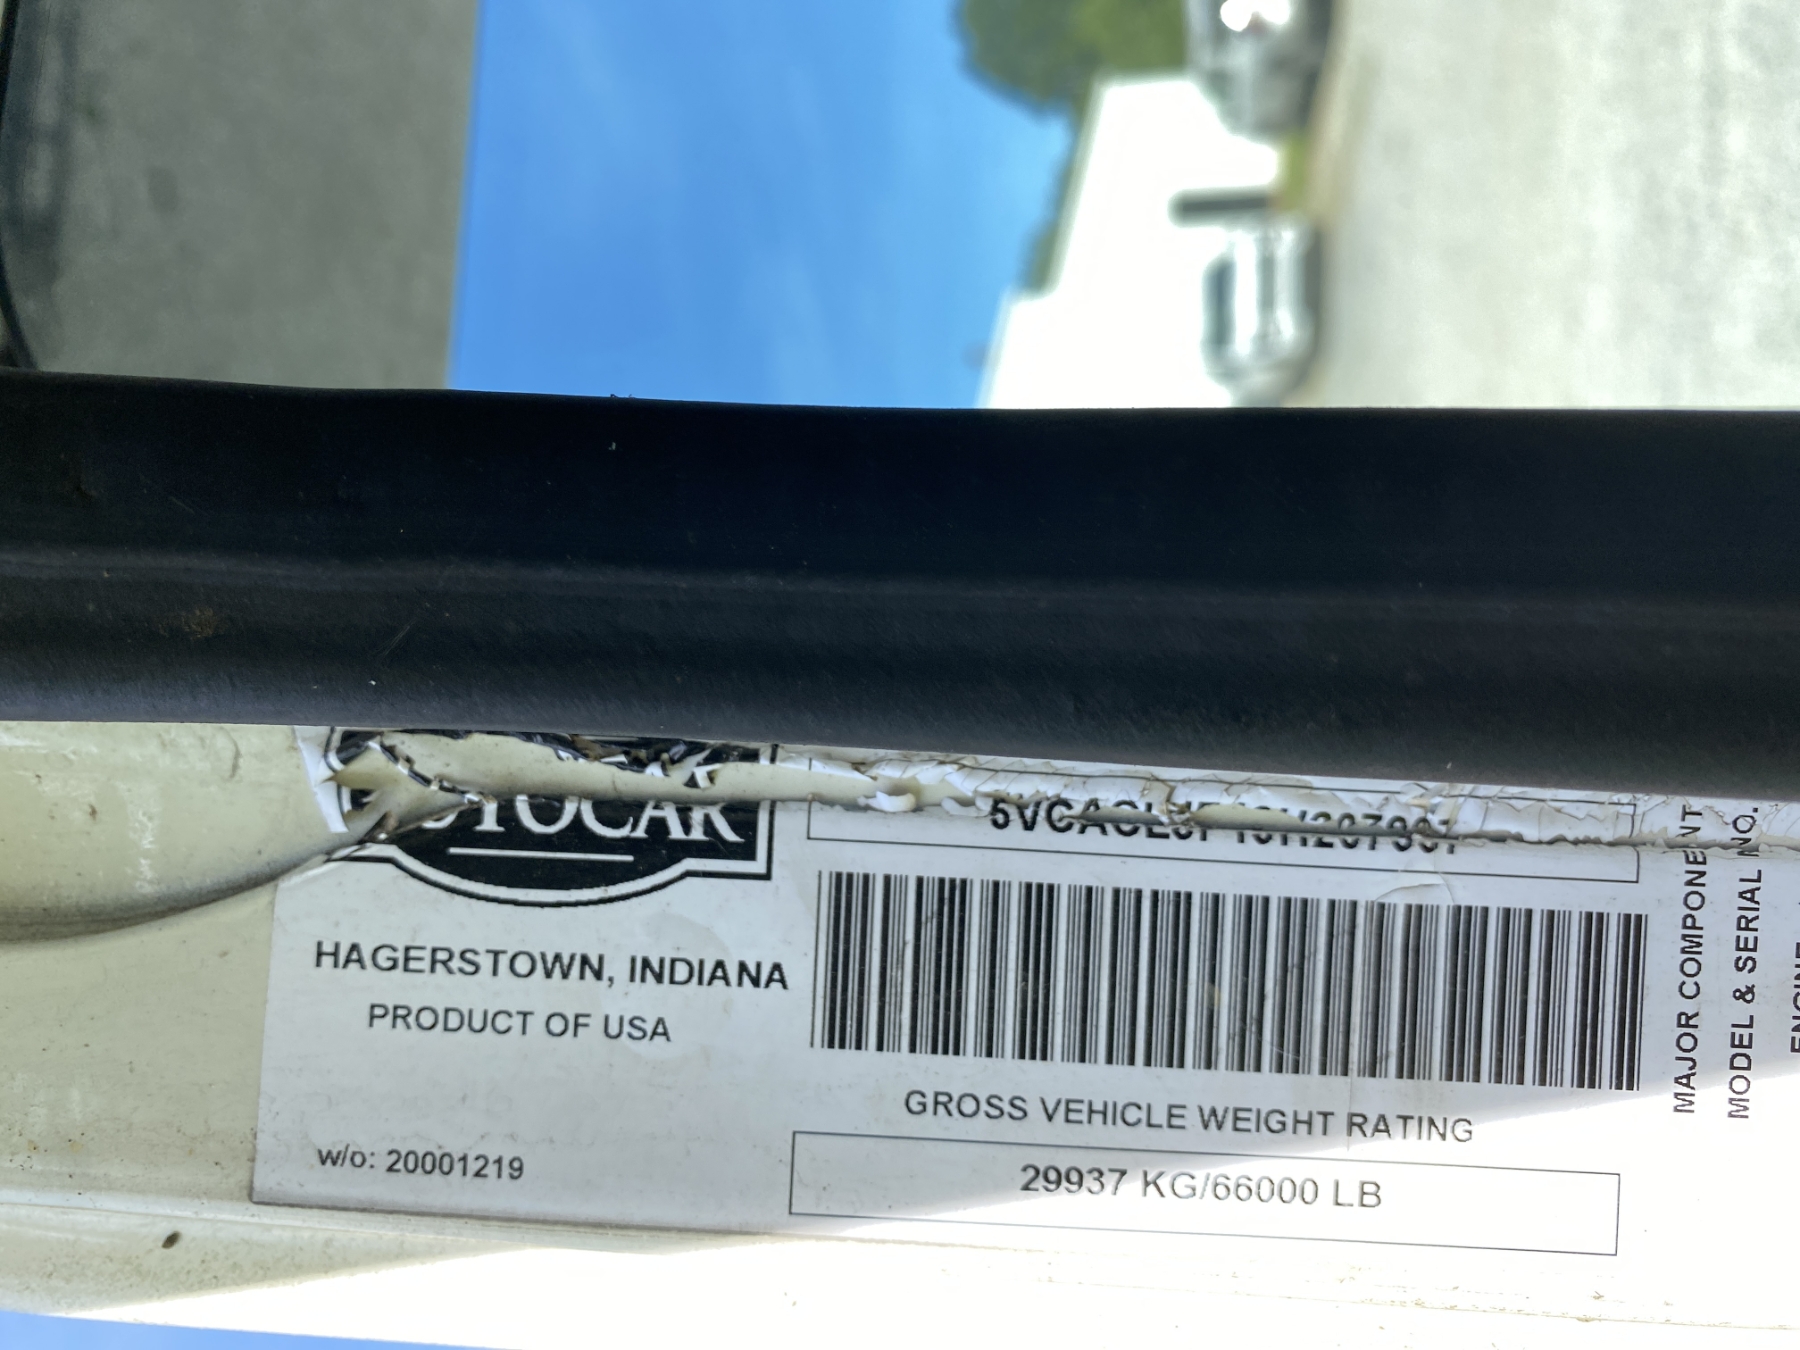 AUTOCAR
HAGERSTOWN, INDIANA
PRODUCT OF USA
w/o: 20001219
GROSS VEHICLE WEIGHT RATING
29937 KG/66000 LB
MAJOR COMPONENT
MODEL & SERIAL NO.